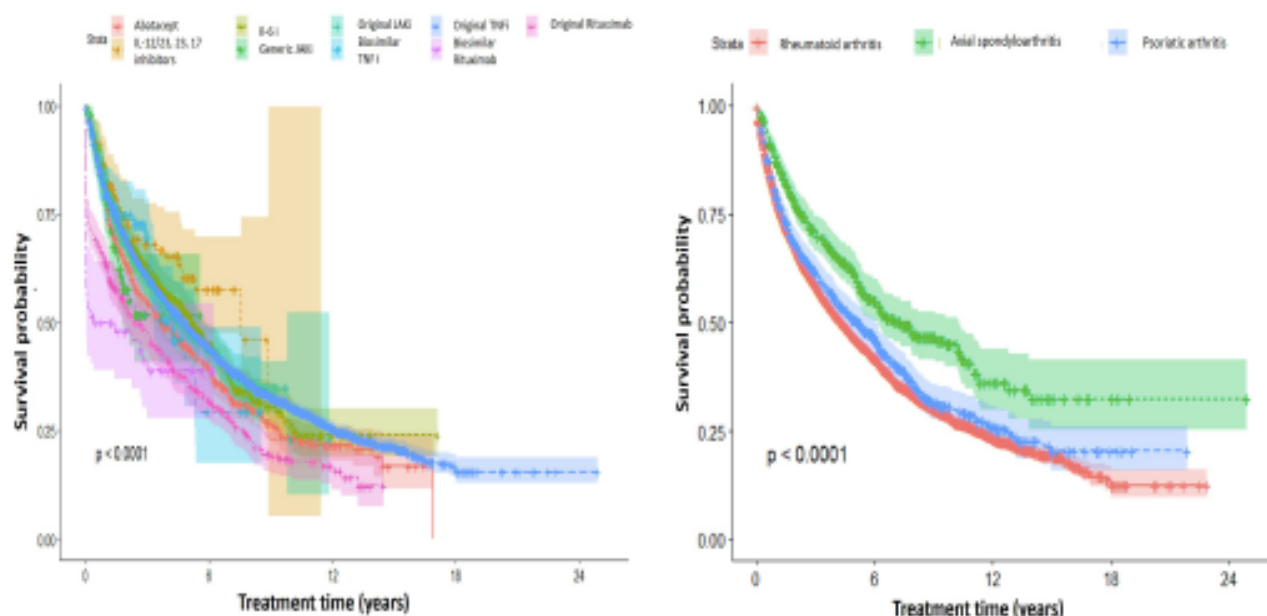 Strata
Abatacept
IL-12/23, 23, 17
inhibitors
IL-6 i
Generic JAKi
Original JAKi
Biosimilar
TNF i
Original TNFi
Biosimilar
Rituximab
Original Rituximab
Survival probability
1.00
0.75
0.50
0.25
0.00
p < 0.0001
0
6
12
18
24
Treatment time (years)
Strata
Rheumatoid arthritis
Axial spondyloarthritis
Psoriatic arthritis
Survival probability
1.00
0.75
0.50
0.25
0.00
p < 0.0001
0
6
12
18
24
Treatment time (years)